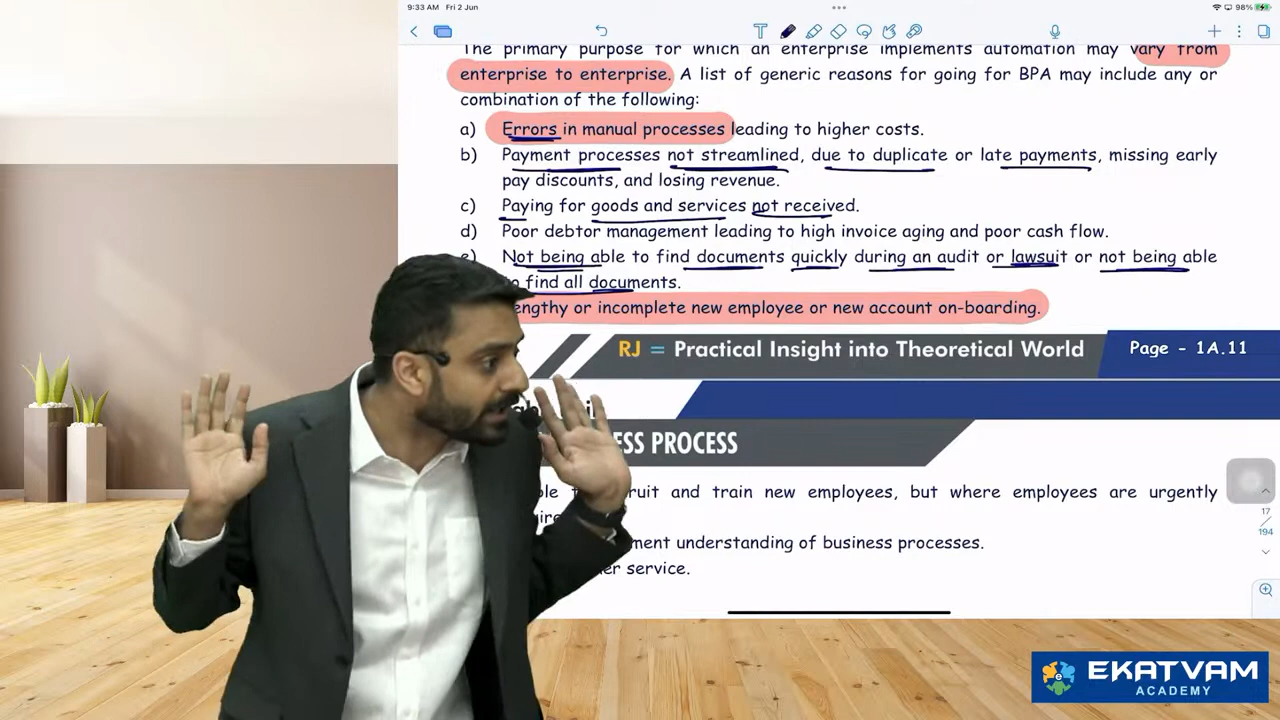 9:33 AM Fri 2 Jun
98%
The primary purpose for which an enterprise implements automation may vary from
enterprise to enterprise. A list of generic reasons for going for BPA may include any or
combination of the following:
a) Errors in manual processes leading to higher costs.
b) Payment processes not streamlined, due to duplicate or late payments, missing early
pay discounts, and losing revenue.
c) Paying for goods and services not received.
d) Poor debtor management leading to high invoice aging and poor cash flow.
e) Not being able to find documents quickly during an audit or lawsuit or not being able
find all documents.
engthy or incomplete new employee or new account on-boarding.
RJ = Practical Insight into Theoretical World
Page - 1A.11
ESS PROCESS
ruit and train new employees, but where employees are urgently
ment understanding of business processes.
er service.
17
194
EKATVAM
ACADEMY